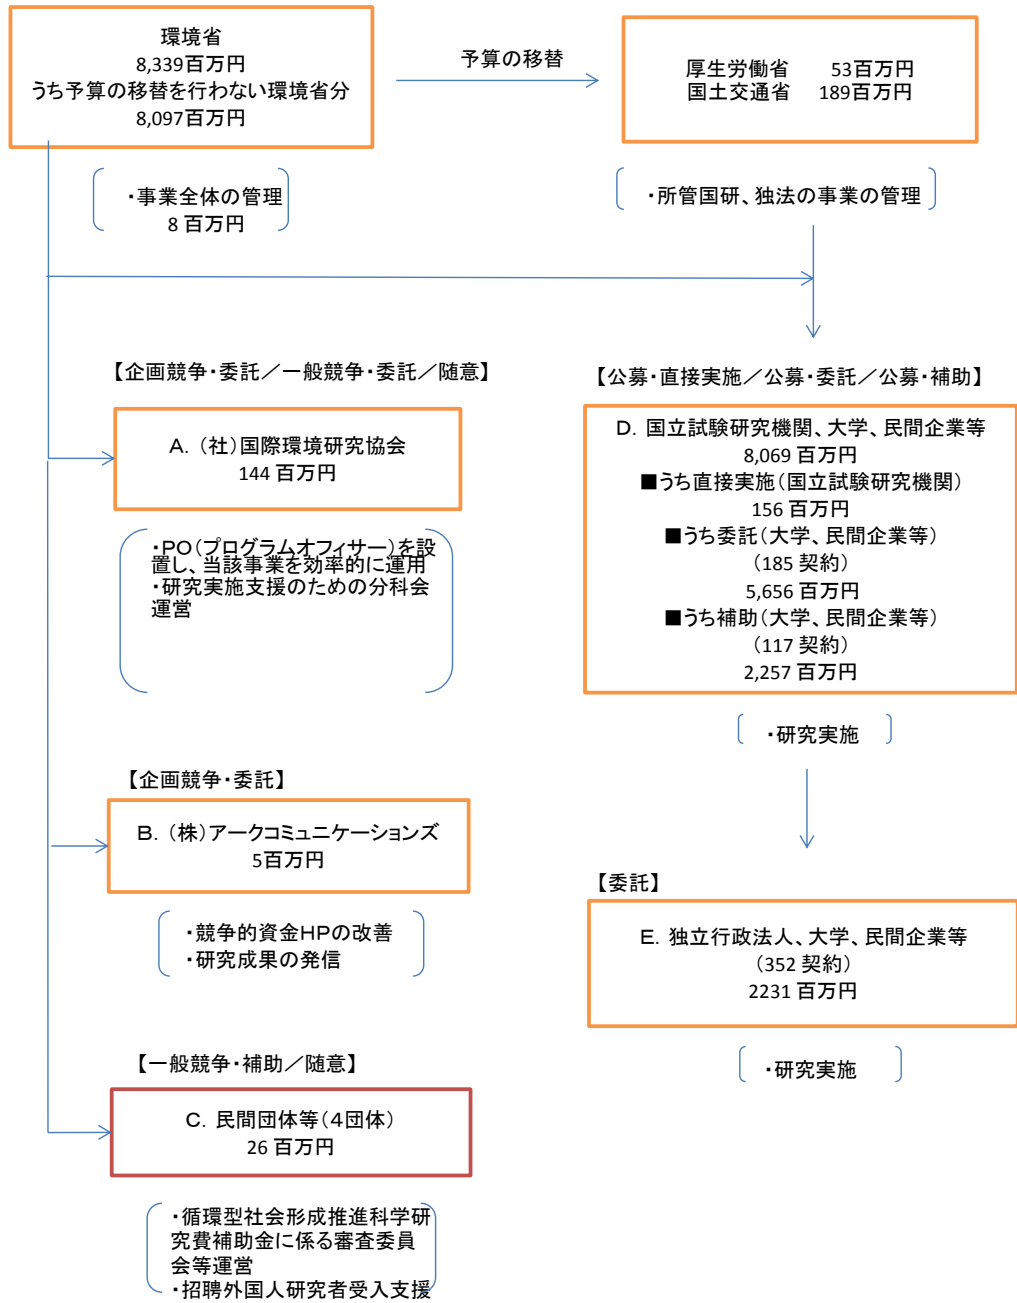 環境省
8,339百万円
うち予算の移替を行わない環境省分
8,097百万円
予算の移替
厚生労働省 53百万円
国土交通省 189百万円
・事業全体の管理
8 百万円
・所管国研、独法の事業の管理
【企画競争・委託／一般競争・委託／随意】
A. （社）国際環境研究協会
144 百万円
・PO（プログラムオフィサー）を設
置し、当該事業を効率的に運用
・研究実施支援のための分科会
運営
【公募・直接実施／公募・委託／公募・補助】
D. 国立試験研究機関、大学、民間企業等
8,069 百万円
■うち直接実施（国立試験研究機関）
156 百万円
■うち委託（大学、民間企業等）
（185 契約）
5,656 百万円
■うち補助（大学、民間企業等）
（117 契約）
2,257 百万円
・研究実施
【企画競争・委託】
B. （株）アークコミュニケーションズ
5百万円
・競争的資金HPの改善
・研究成果の発信
【委託】
E. 独立行政法人、大学、民間企業等
（352 契約）
2231 百万円
・研究実施
【一般競争・補助／随意】
C. 民間団体等（４団体）
26 百万円
・循環型社会形成推進科学研
究費補助金に係る審査委員
会等運営
・招聘外国人研究者受入支援